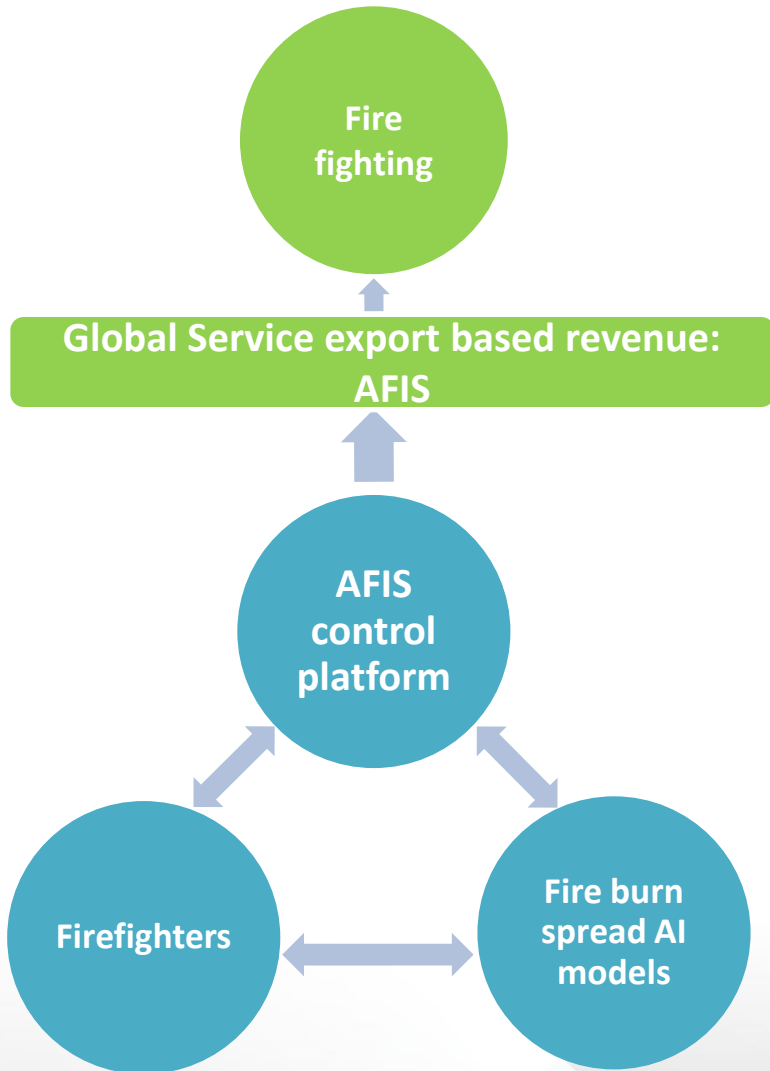 Fire
fighting
Global Service export based revenue:
AFIS
AFIS
control
platform
Firefighters
Fire burn
spread AI
models